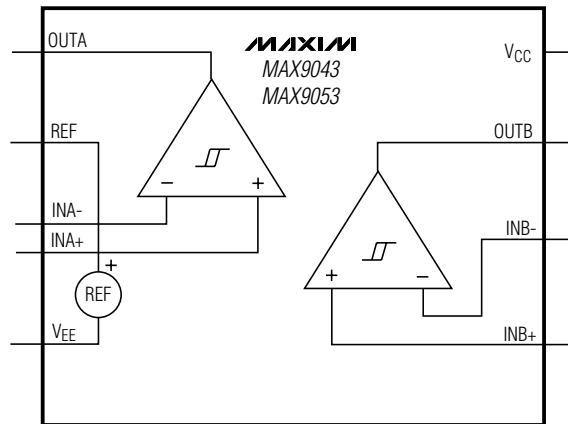 OUTA
MAXIM
MAX9043
MAX9053
VCC
REF
OUTB
− +
INA-
INA+
INB-
+
REF
+ −
VEE
INB+